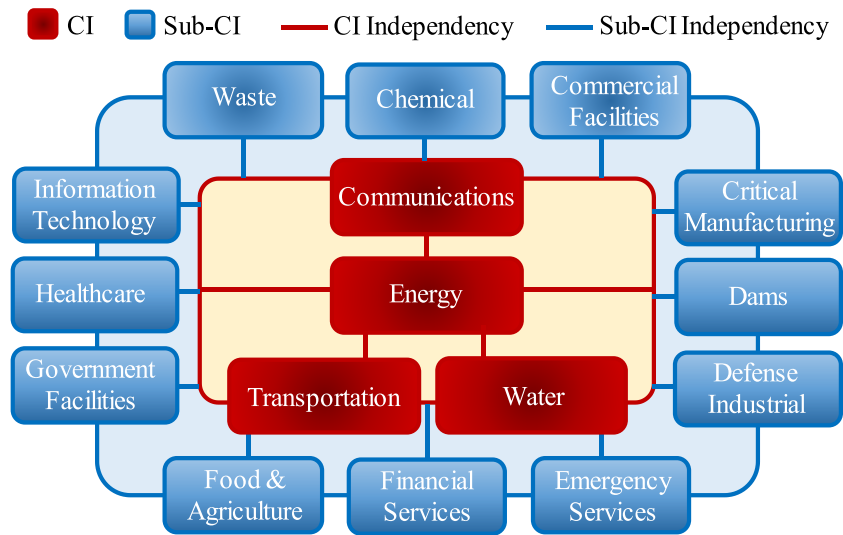 CI Sub-CI CI Independency Sub-CI Independency
Waste
Chemical
Commercial
Facilities
Information
Technology
Communications
Critical
Manufacturing
Healthcare
Energy
Dams
Government
Facilities
Transportation
Water
Defense
Industrial
Food &
Agriculture
Financial
Services
Emergency
Services